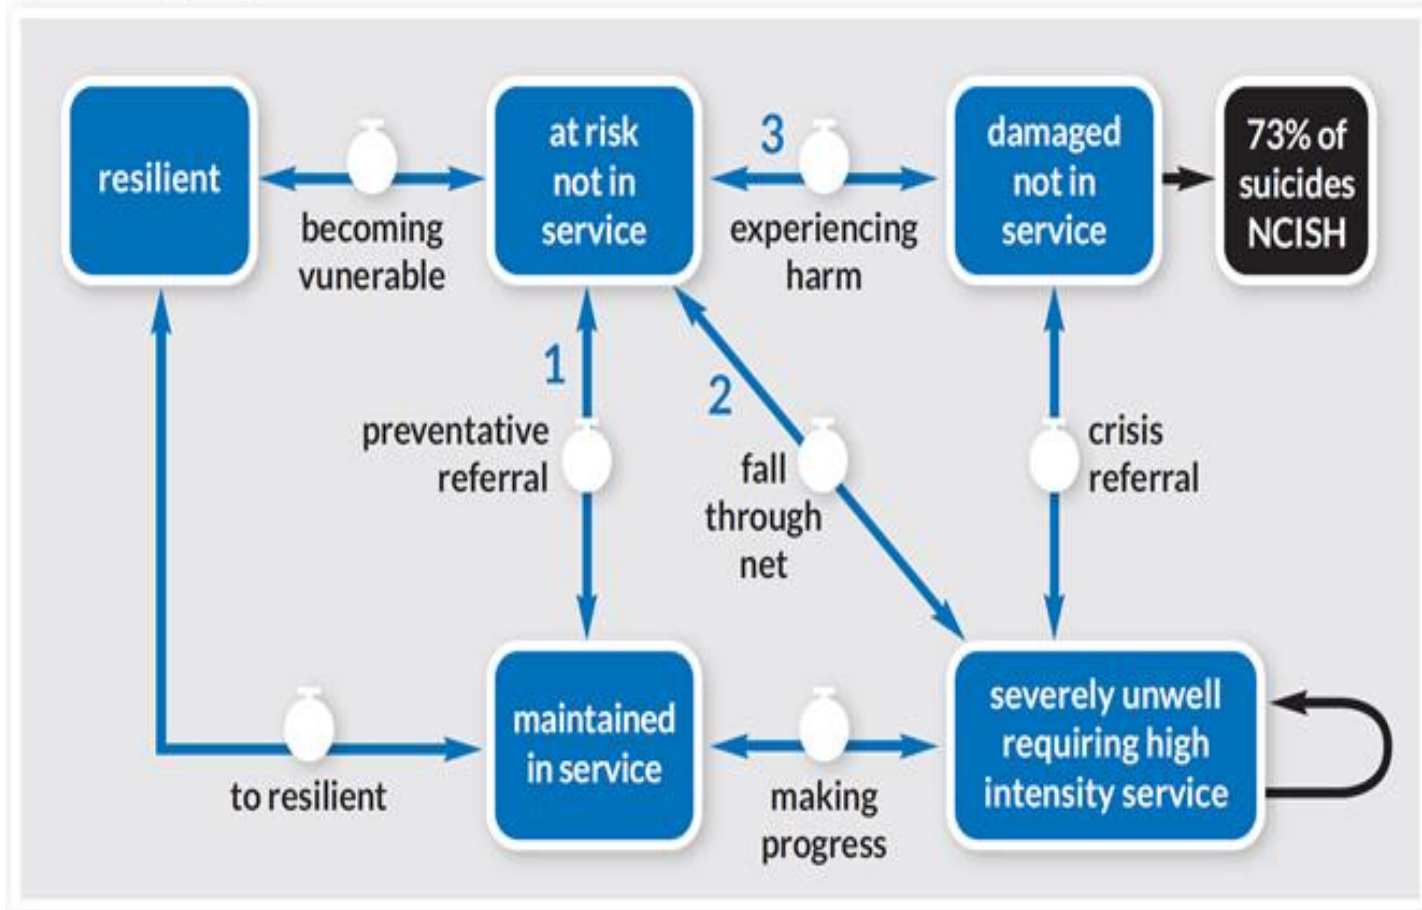 resilient
becoming
vunerable
at risk
not in
service
3
experiencing
harm
damaged
not in
service
73% of
suicides
NCISH
1
preventative
referral
2
fall
through
net
crisis
referral
to resilient
maintained
in service
making
progress
severely unwell
requiring high
intensity service